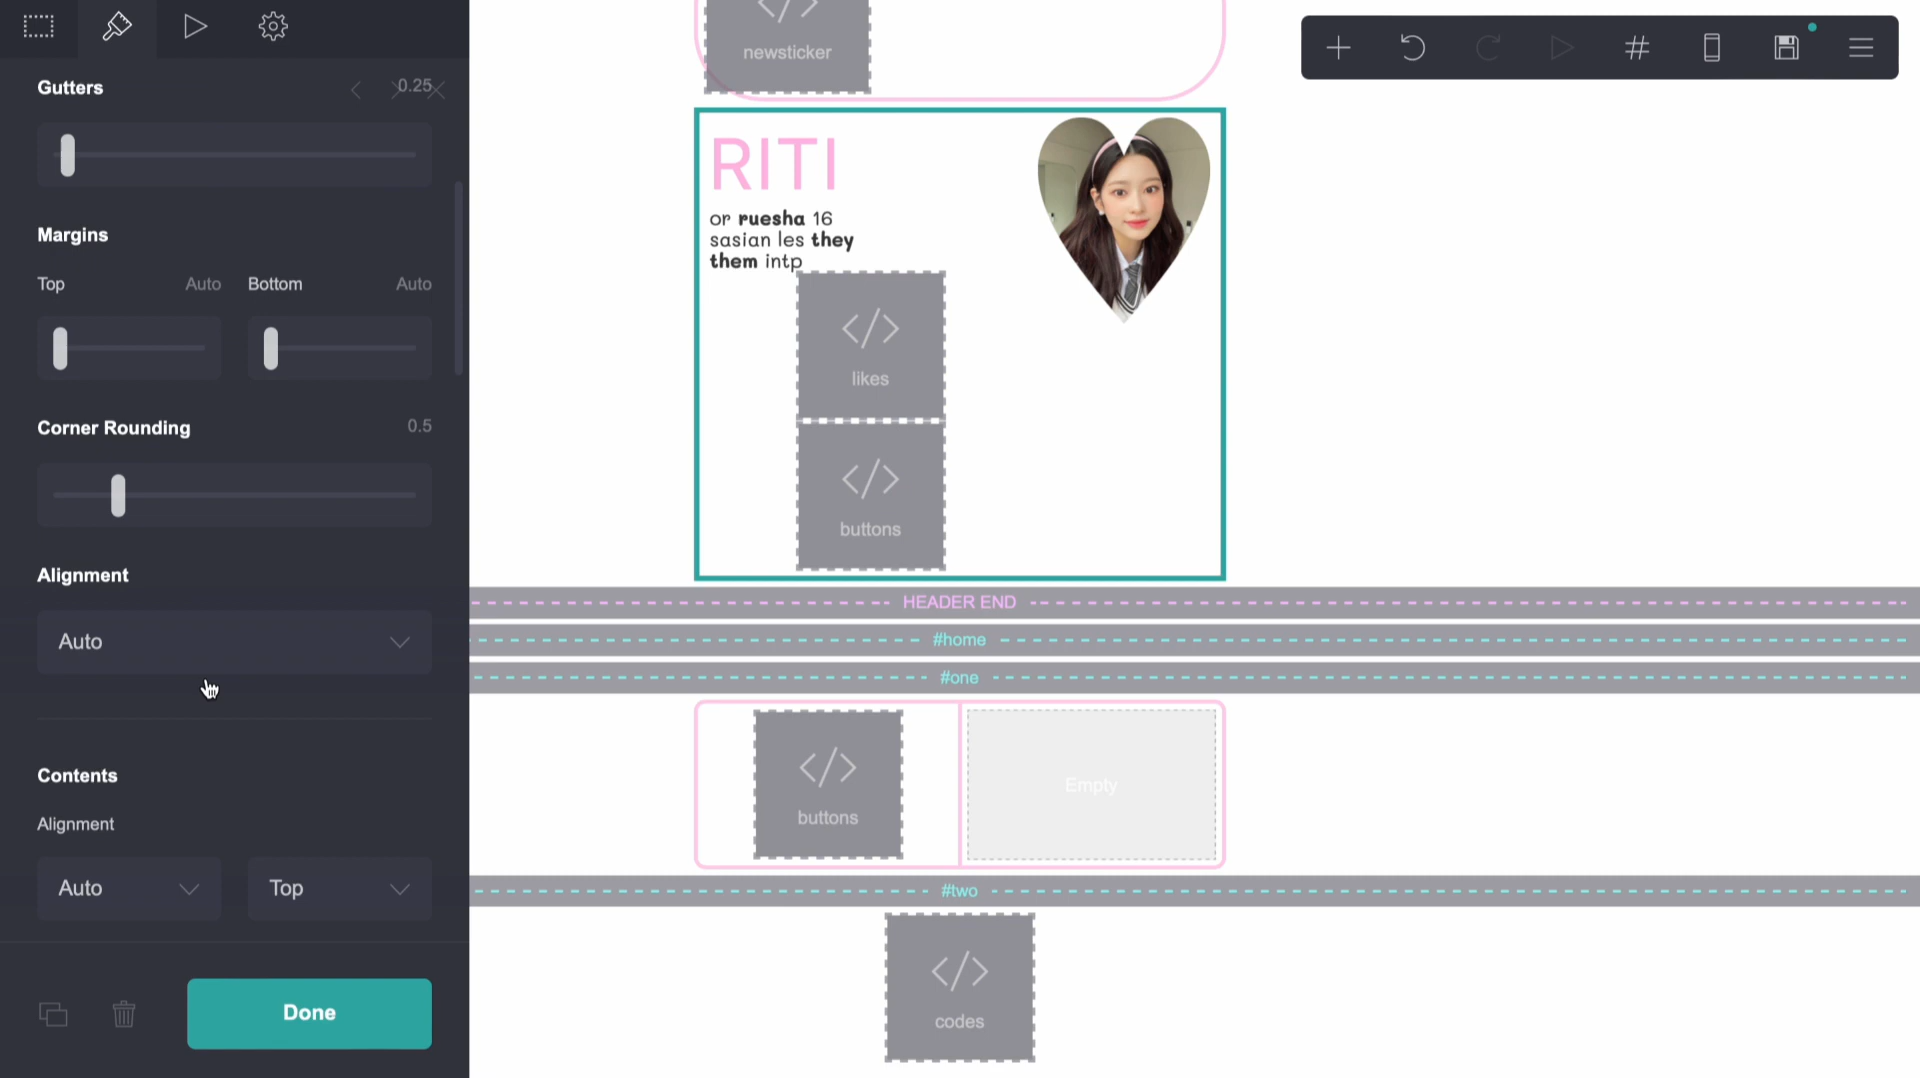 Gutters
0.25
Margins
Top
Auto
Bottom
Auto
Corner Rounding
0.5
Alignment
Auto
Contents
Alignment
Auto
Top
Done
newsticker
RITI
or ruesha 16
sasian les they
them intp
</>
likes
</>
buttons
HEADER END
#home
#one
</>
buttons
Empty
#two
</>
codes